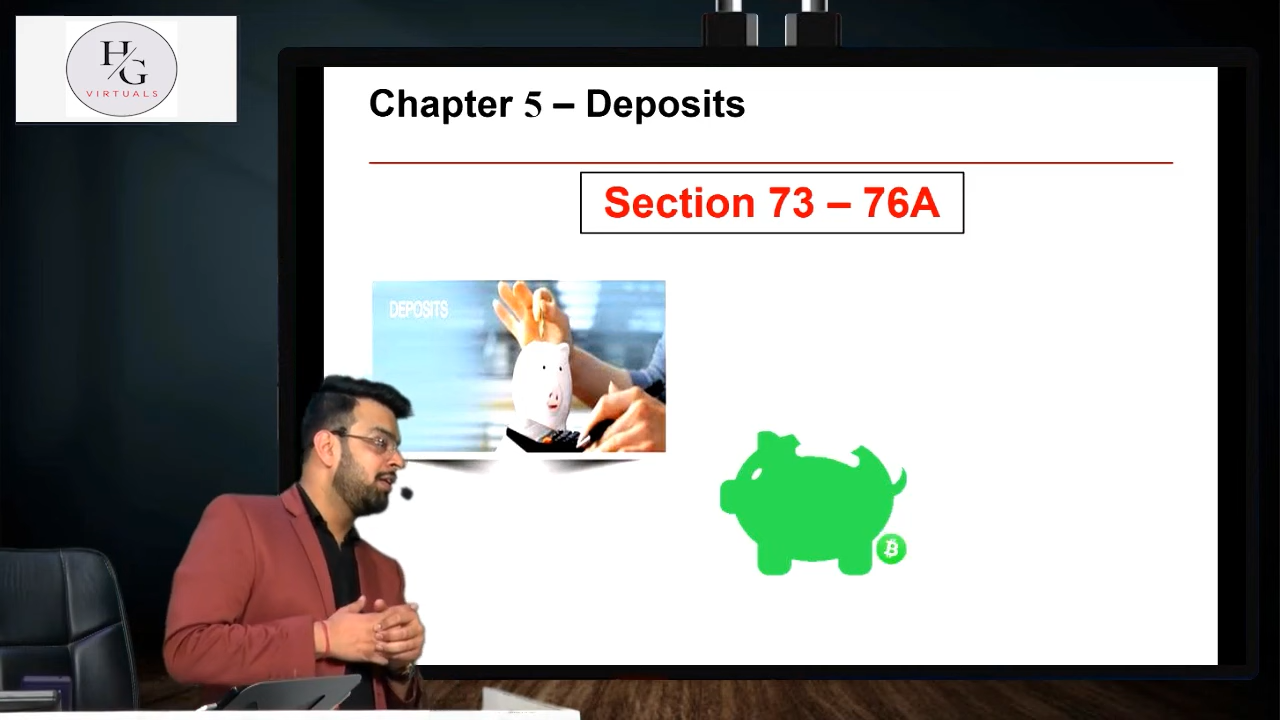 H/G
VIRTUALS
Chapter 5 – Deposits
Section 73 – 76A
DEPOSITS
₿